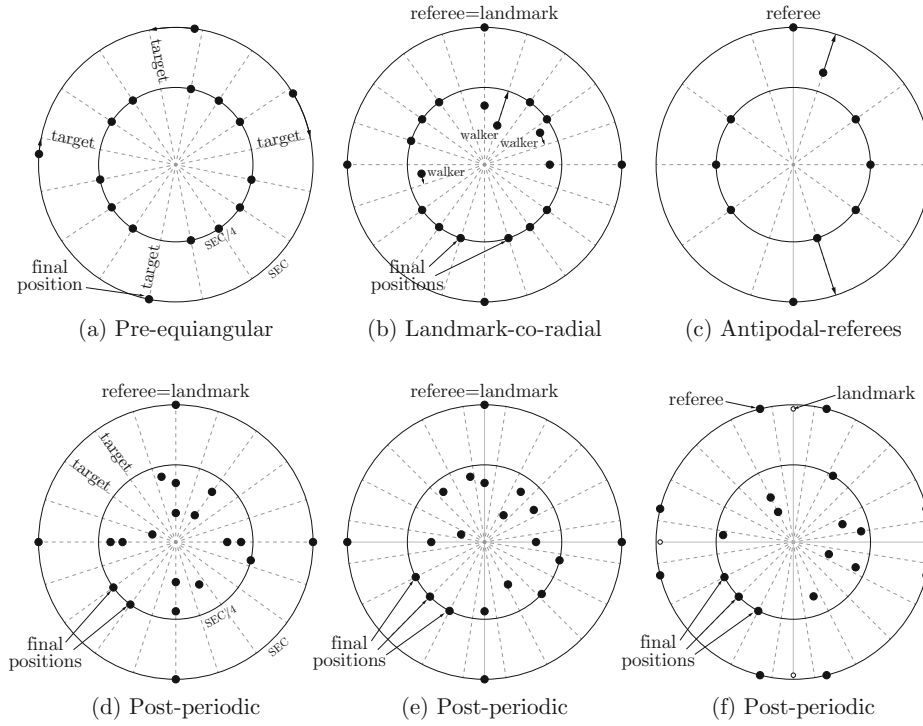 target
target
target
target
SEC/4
SEC
final
position
(a) Pre-equiangular
referee=landmark
walker
walker
walker
final
positions
(b) Landmark-co-radial
referee
(c) Antipodal-referees
referee=landmark
target
target
final
positions
SEC/4
SEC
(d) Post-periodic
referee=landmark
final
positions
(e) Post-periodic
referee
landmark
final
positions
(f) Post-periodic